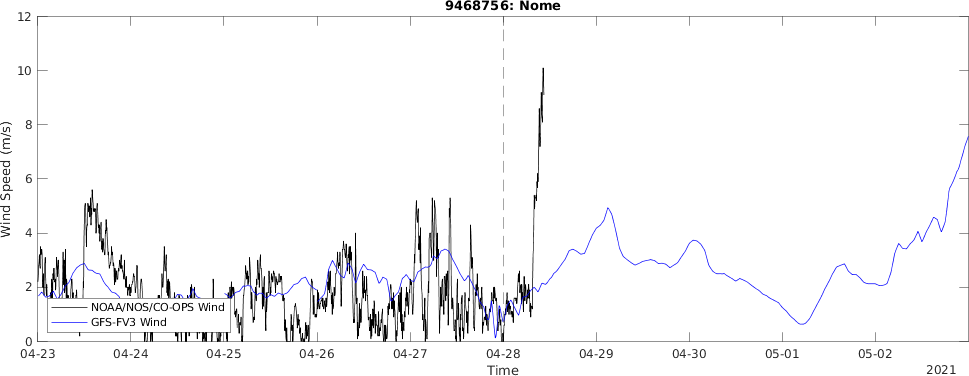 9468756: Nome
12
10
8
6
4
2
0
Wind Speed (m/s)
NOAA/NOS/CO-OPS Wind
GFS-FV3 Wind
04-23 04-24 04-25 04-26 04-27 04-28 04-29 04-30 05-01 05-02
Time
2021